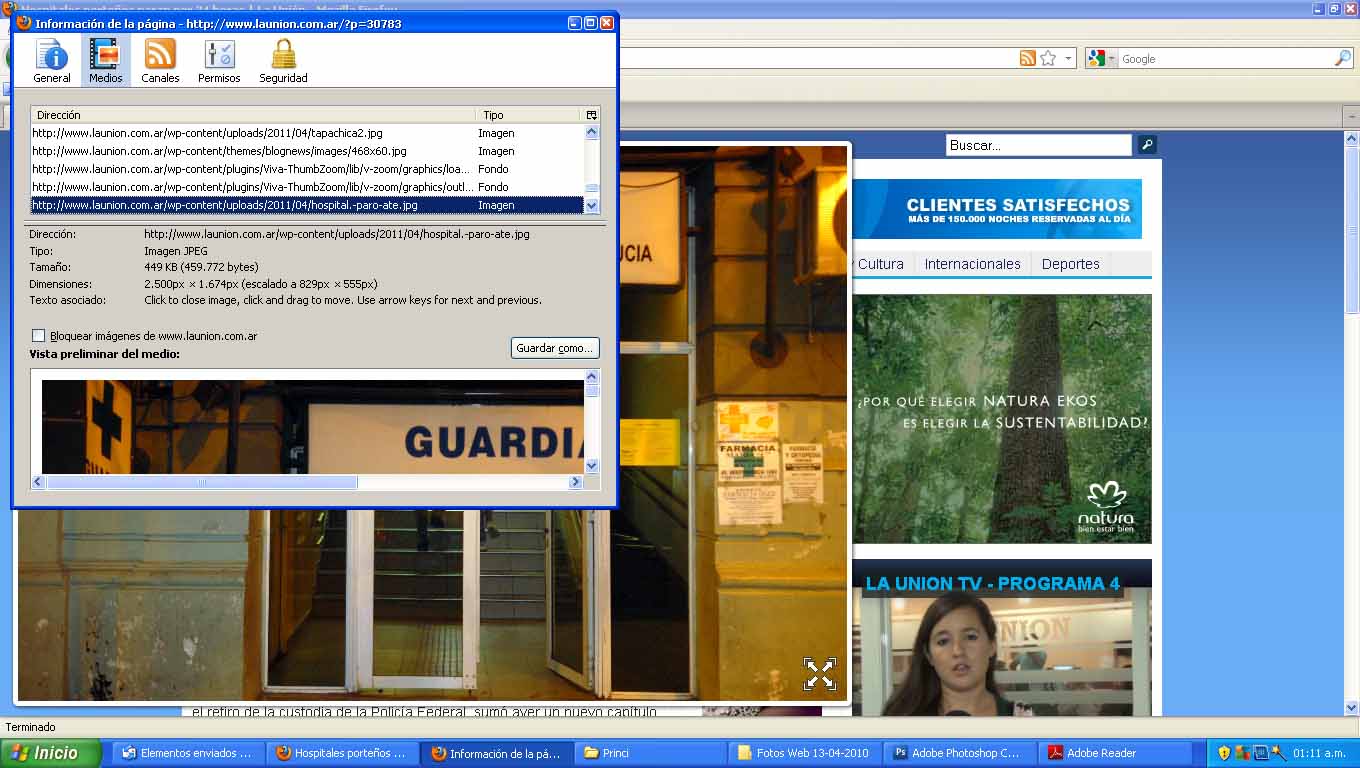 Hospitales porteños paran por 24 horas | La Unión - Mozilla Firefox
Información de la página - http://www.launion.com.ar/?p=30783
General
Medios
Canales
Permisos
Seguridad
Google
Dirección Tipo
http://www.launion.com.ar/wp-content/uploads/2011/04/tapachica2.jpg Imagen
http://www.launion.com.ar/wp-content/themes/blognews/images/468x60.jpg Imagen
http://www.launion.com.ar/wp-content/plugins/Viva-ThumbZoom/lib/v-zoom/graphics/loa... Fondo
http://www.launion.com.ar/wp-content/plugins/Viva-ThumbZoom/lib/v-zoom/graphics/outl... Fondo
http://www.launion.com.ar/wp-content/uploads/2011/04/hospital.-paro-ate.jpg Imagen
Dirección: http://www.launion.com.ar/wp-content/uploads/2011/04/hospital.-paro-ate.jpg
Tipo: Imagen JPEG
Tamaño: 449 KB (459.772 bytes)
Dimensiones: 2.500px × 1.674px (escalado a 829px × 555px)
Texto asociado: Click to close image, click and drag to move. Use arrow keys for next and previous.
Bloquear imágenes de www.launion.com.ar
Vista preliminar del medio:
Guardar como...
GUARDIA
UCIA
FARMACIA
Buscar...
CLIENTES SATISFECHOS
MÁS DE 150.000 NOCHES RESERVADAS AL DÍA
y Cultura
Internacionales
Deportes
¿POR QUÉ ELEGIR NATURA EKOS
ES ELEGIR LA SUSTENTABILIDAD?
natura
bien estar bien
LA UNION TV - PROGRAMA 4
UNION
el retiro de la custodia de la Policía Federal, sumó ayer un nuevo capítulo
Terminado
Inicio
Elementos enviados ...
Hospitales porteños ...
Información de la pá...
Princi
Fotos Web 13-04-2010
Adobe Photoshop C...
Adobe Reader
01:11 a.m.